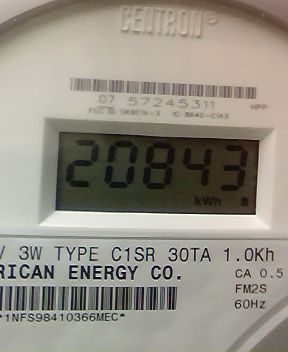 CENTRON®
07 57245311
HPP
20843
kWh
V 3W TYPE C1SR 30TA 1.0Kh
RICAN ENERGY CO.
CA 0.5
FM2S
60Hz
*1NFS98410366MEC*